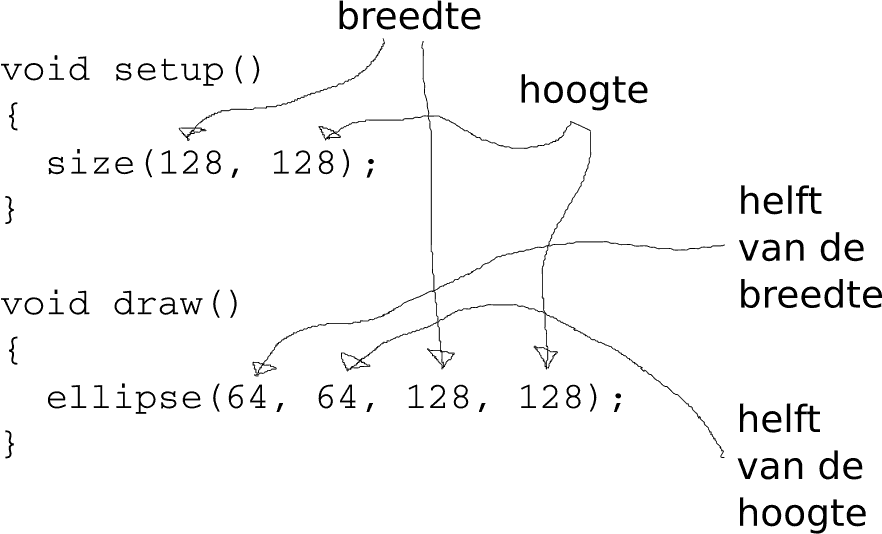 breedte
void setup()
hoogte
{
size(128, 128);
}
helft
van de
breedte
void draw()
{
ellipse(64, 64, 128, 128);
}
helft
van de
hoogte